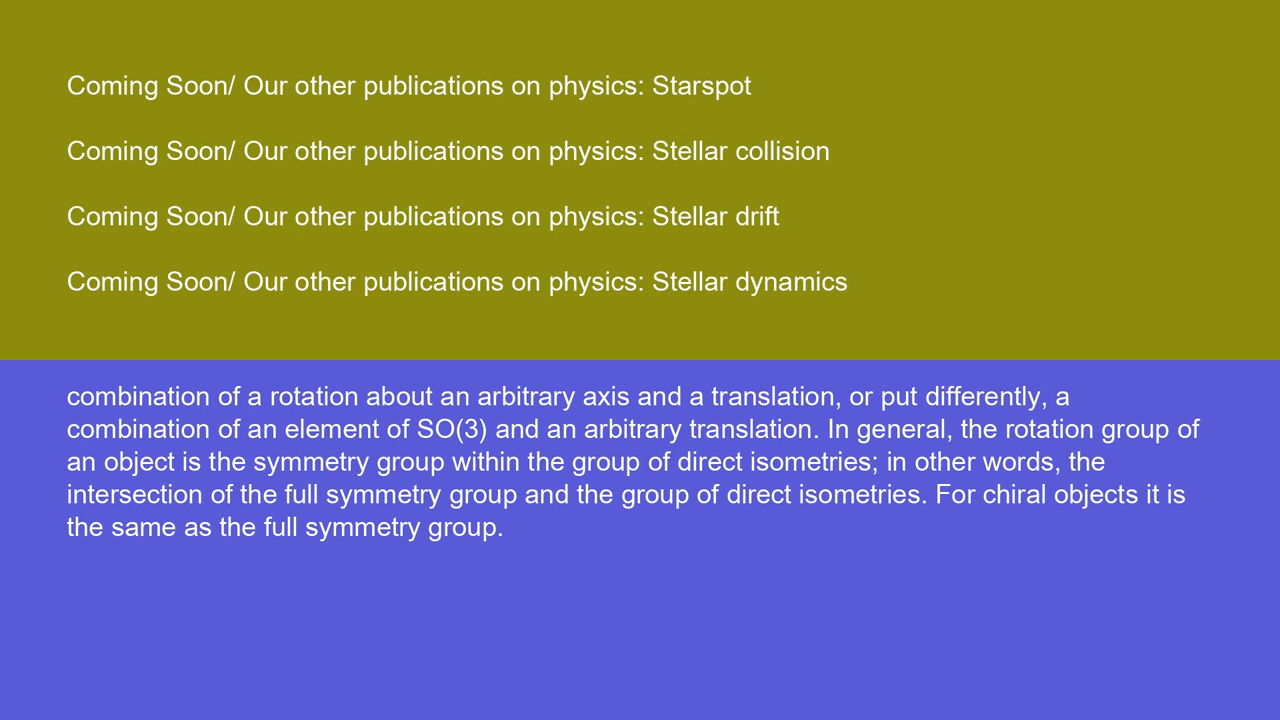 Coming Soon/ Our other publications on physics: Starspot
Coming Soon/ Our other publications on physics: Stellar collision
Coming Soon/ Our other publications on physics: Stellar drift
Coming Soon/ Our other publications on physics: Stellar dynamics
combination of a rotation about an arbitrary axis and a translation, or put differently, a
combination of an element of SO(3) and an arbitrary translation. In general, the rotation group of
an object is the symmetry group within the group of direct isometries; in other words, the
intersection of the full symmetry group and the group of direct isometries. For chiral objects it is
the same as the full symmetry group.